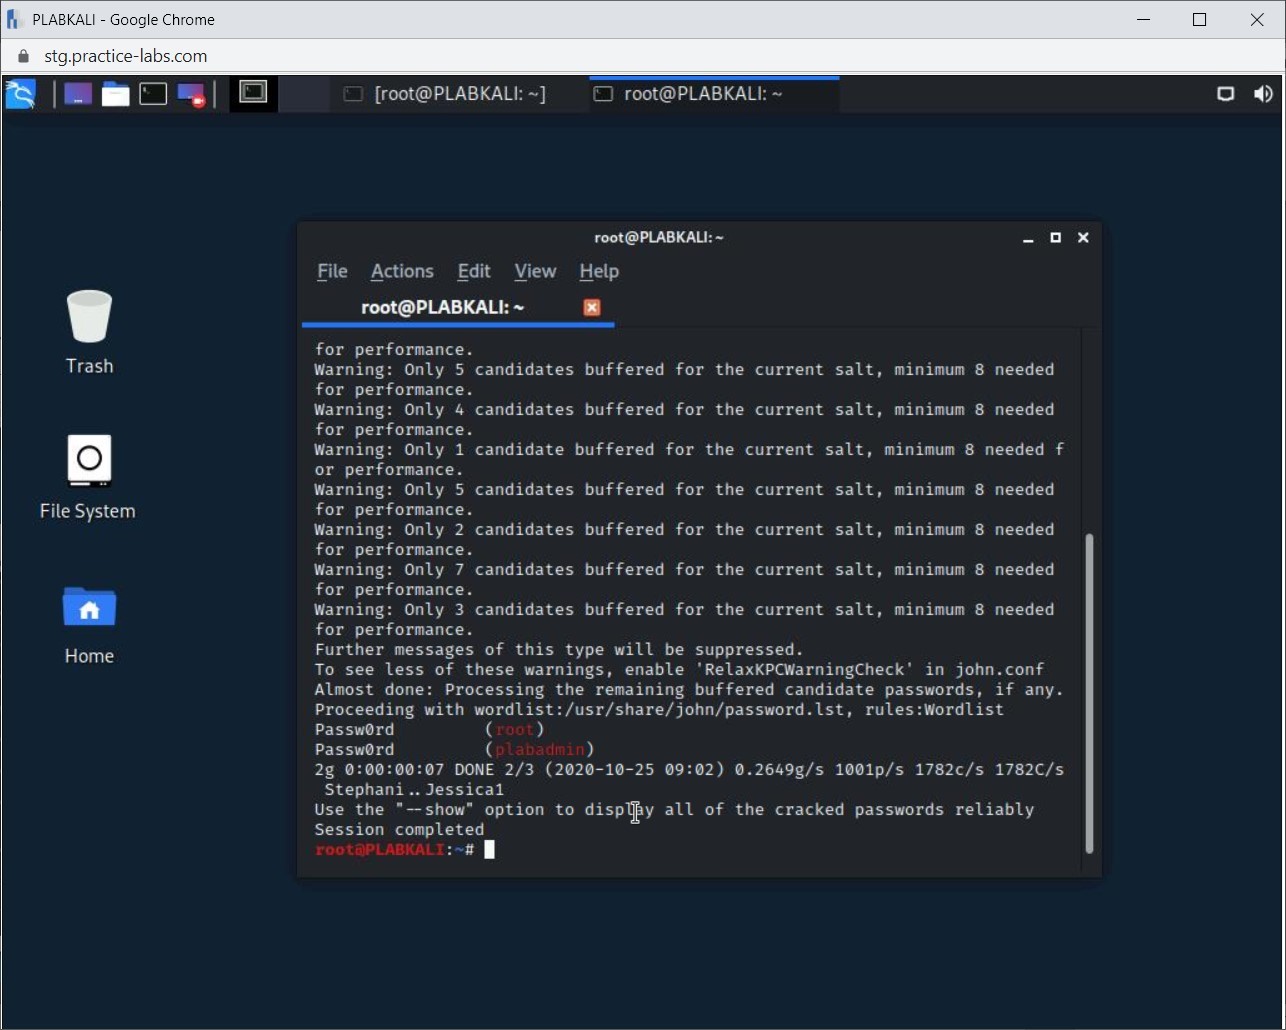 PLABKALI - Google Chrome
stg.practice-labs.com
[root@PLABKALI: ~]
root@PLABKALI: ~
root@PLABKALI:~
File Actions Edit View Help
root@PLABKALI: ~
Trash
File System
Home
for performance.
Warning: Only 5 candidates buffered for the current salt, minimum 8 needed
for performance.
Warning: Only 4 candidates buffered for the current salt, minimum 8 needed
for performance.
Warning: Only 1 candidate buffered for the current salt, minimum 8 needed f
or performance.
Warning: Only 5 candidates buffered for the current salt, minimum 8 needed
for performance.
Warning: Only 2 candidates buffered for the current salt, minimum 8 needed
for performance.
Warning: Only 7 candidates buffered for the current salt, minimum 8 needed
for performance.
Warning: Only 3 candidates buffered for the current salt, minimum 8 needed
for performance.
Further messages of this type will be suppressed.
To see less of these warnings, enable 'RelaxKPCWarningCheck' in john.conf
Almost done: Processing the remaining buffered candidate passwords, if any.
Proceeding with wordlist:/usr/share/john/password.lst, rules:Wordlist
Passw0rd (root)
Passw0rd (plabadmin)
2g 0:00:00:07 DONE 2/3 (2020-10-25 09:02) 0.2649g/s 1001p/s 1782c/s 1782C/s
Stephani..Jessica1
Use the "--show" option to display all of the cracked passwords reliably
Session completed
root@PLABKALI:~#